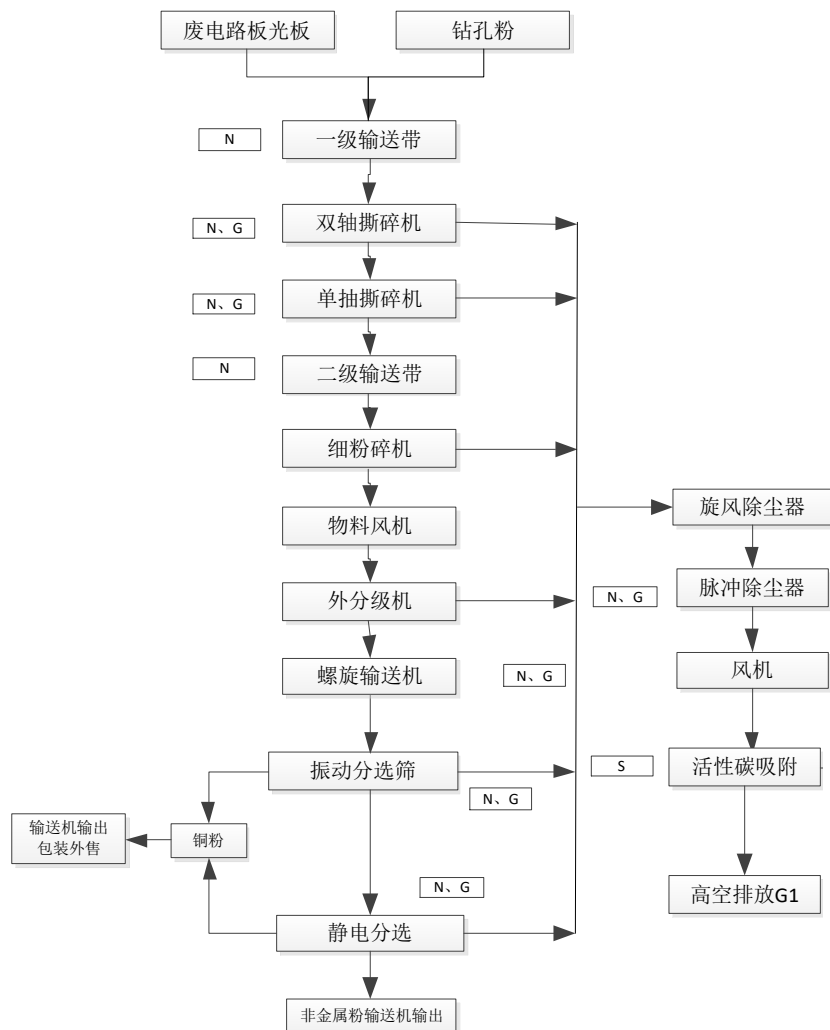 废电路板光板
钻孔粉
N
一级输送带
N、G
双轴撕碎机
N、G
单抽撕碎机
N
二级输送带
细粉碎机
物料风机
旋风除尘器
外分级机
N、G
脉冲除尘器
螺旋输送机
N、G
风机
振动分选筛
S
活性碳吸附
N、G
输送机输出
包装外售
铜粉
N、G
高空排放G1
静电分选
非金属粉输送机输出